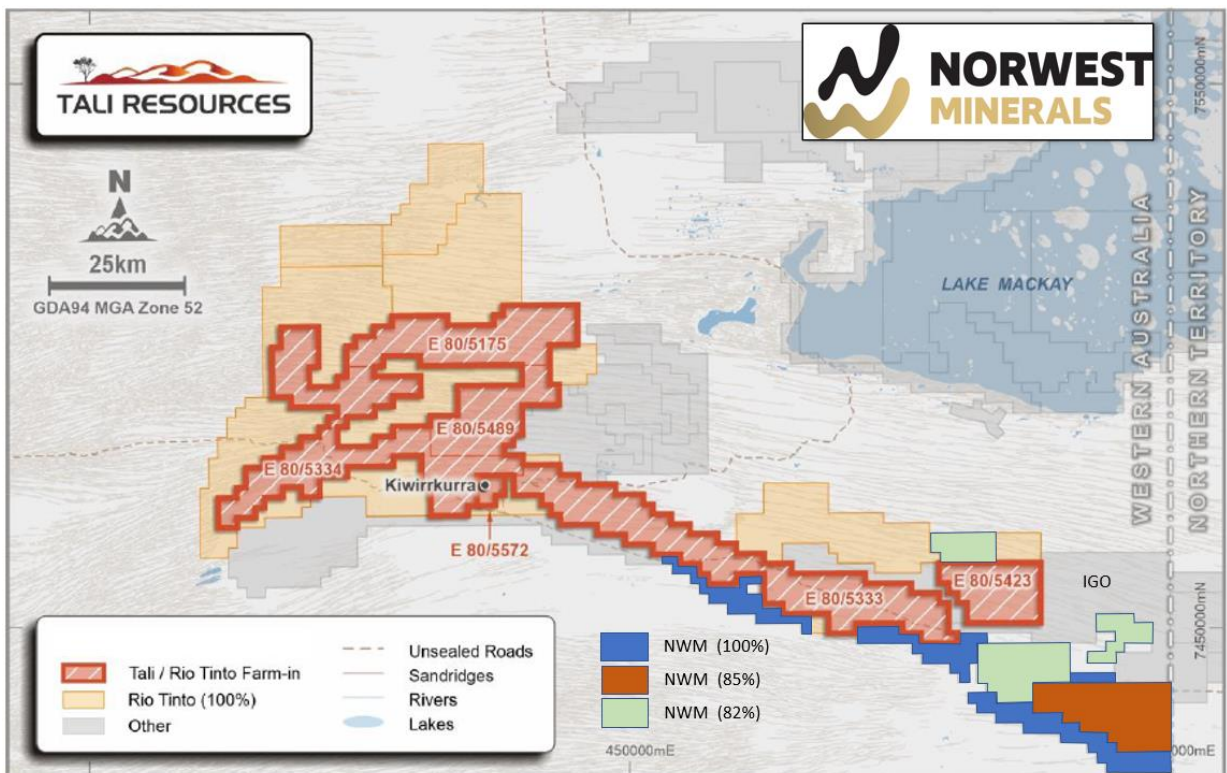 TALI RESOURCES
NORWEST
MINERALS
7550000mN
N
25km
GDA94 MGA Zone 52
WESTERN AUSTRALIA
NORTHERN TERRITORY
LAKE MACKAY
E 80/5175
E 80/5489
E 80/5334
Kiwirrkurra
E 80/5572
E 80/5423
IGO
E 80/5333
7450000mN
Tali / Rio Tinto Farm-in
Rio Tinto (100%)
Other
Unsealed Roads
Sandridges
Rivers
Lakes
NWM (100%)
NWM (85%)
NWM (82%)
450000mE